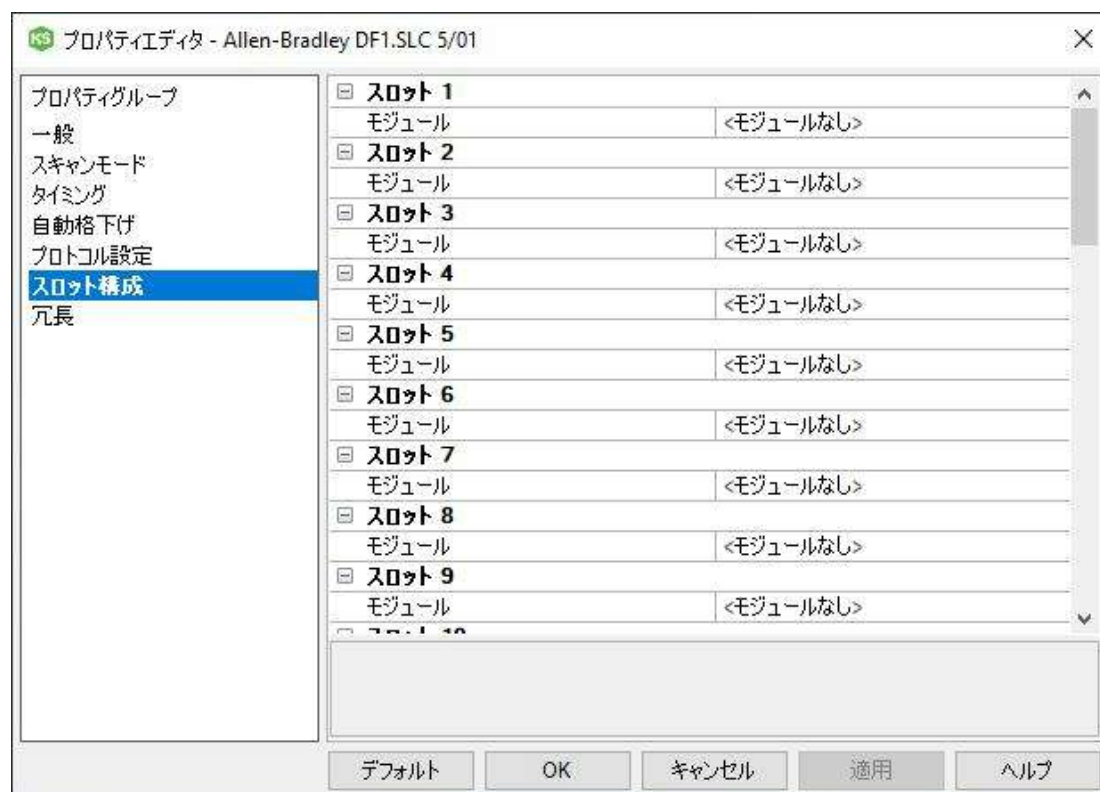 KS プロパティエディタ - Allen-Bradley DF1.SLC 5/01
プロパティグループ
一般
スキャンモード
タイミング
自動格下げ
プロトコル設定
スロット構成
冗長
スロット 1
モジュール <モジュールなし>
スロット 2
モジュール <モジュールなし>
スロット 3
モジュール <モジュールなし>
スロット 4
モジュール <モジュールなし>
スロット 5
モジュール <モジュールなし>
スロット 6
モジュール <モジュールなし>
スロット 7
モジュール <モジュールなし>
スロット 8
モジュール <モジュールなし>
スロット 9
モジュール <モジュールなし>
スロット 10
デフォルト OK キャンセル 適用 ヘルプ